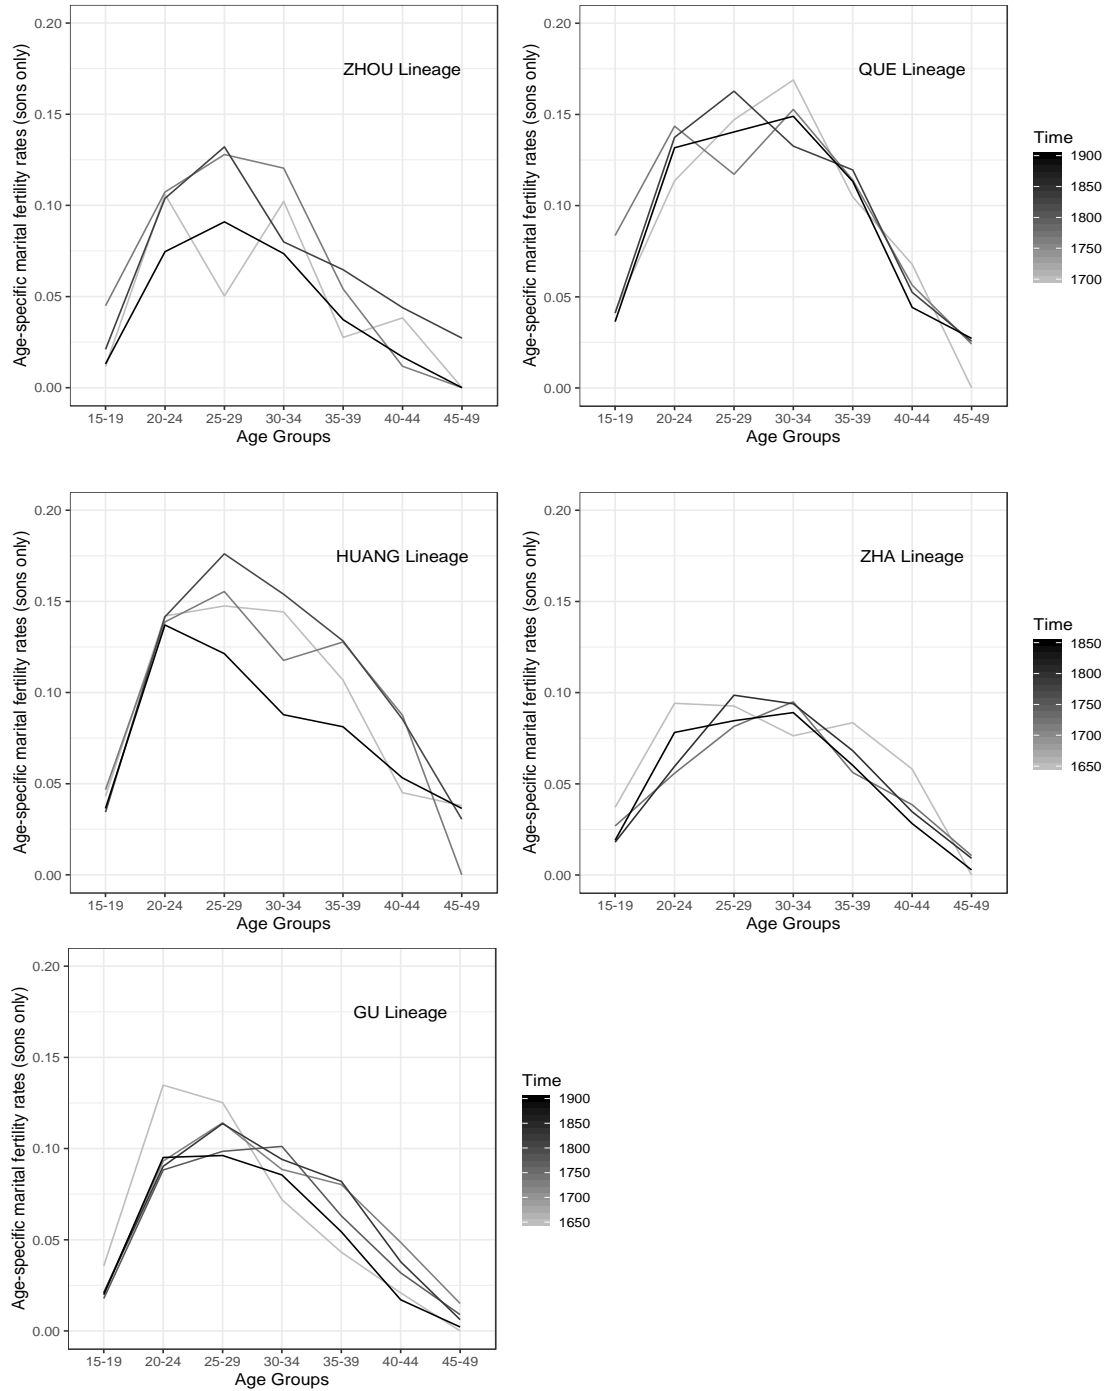 Age-specific marital fertility rates (sons only)
0.20
0.15
0.10
0.05
0.00
ZHOU Lineage
15-19 20-24 25-29 30-34 35-39 40-44 45-49
Age Groups
Age-specific marital fertility rates (sons only)
0.20
0.15
0.10
0.05
0.00
QUE Lineage
15-19 20-24 25-29 30-34 35-39 40-44 45-49
Age Groups
Time
1900
1850
1800
1750
1700
Age-specific marital fertility rates (sons only)
0.20
0.15
0.10
0.05
0.00
HUANG Lineage
15-19 20-24 25-29 30-34 35-39 40-44 45-49
Age Groups
Age-specific marital fertility rates (sons only)
0.20
0.15
0.10
0.05
0.00
ZHA Lineage
15-19 20-24 25-29 30-34 35-39 40-44 45-49
Age Groups
Time
1850
1800
1750
1700
1650
Age-specific marital fertility rates (sons only)
0.20
0.15
0.10
0.05
0.00
GU Lineage
15-19 20-24 25-29 30-34 35-39 40-44 45-49
Age Groups
Time
1900
1850
1800
1750
1700
1650